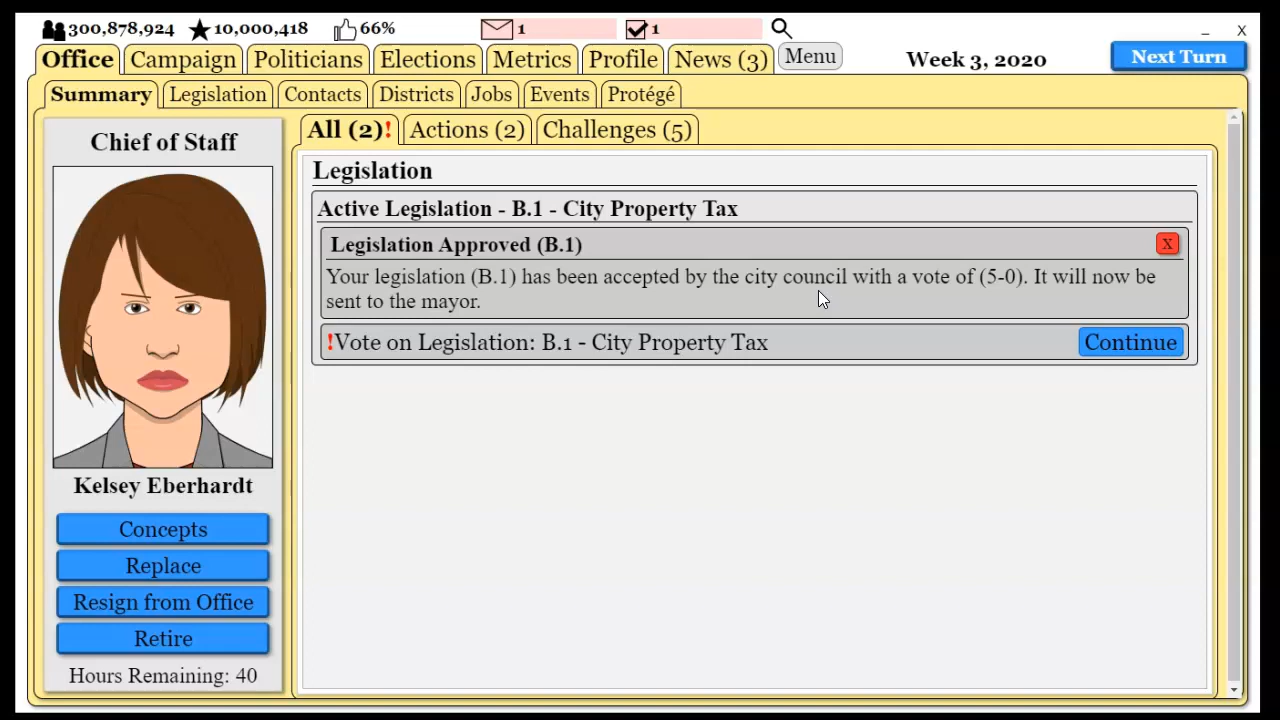 300,878,924 10,000,418 66% 1 1 _ X
Office Campaign Politicians Elections Metrics Profile News (3) Menu Week 3, 2020 Next Turn
Summary Legislation Contacts Districts Jobs Events Protégé
Chief of Staff
Kelsey Eberhardt
Concepts
Replace
Resign from Office
Retire
Hours Remaining: 40
All (2)! Actions (2) Challenges (5)
Legislation
Active Legislation - B.1 - City Property Tax
Legislation Approved (B.1) X
Your legislation (B.1) has been accepted by the city council with a vote of (5-0). It will now be
sent to the mayor.
!Vote on Legislation: B.1 - City Property Tax Continue